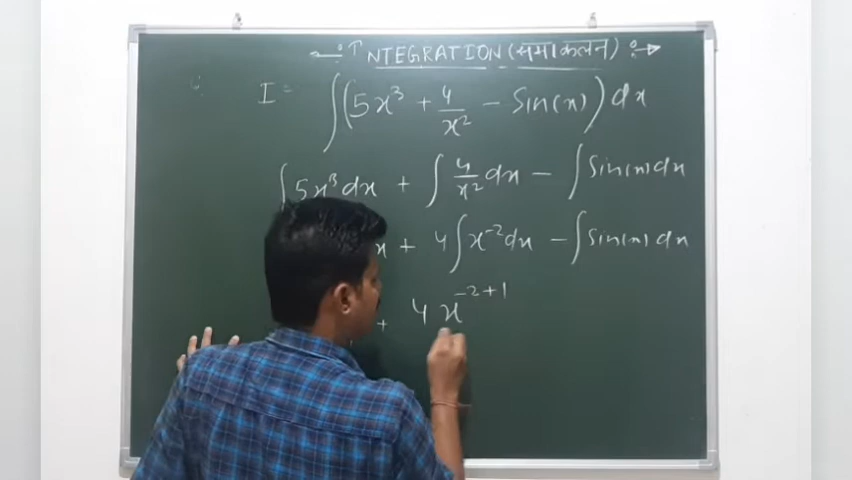 INTEGRATION (समाकलन)
Q. I = ∫(5x³ + 4/x² - Sin(x)) dx
∫5x³dx + ∫4/x² dx - ∫Sin(x)dx
x + 4∫x⁻²dx - ∫Sin(x)dx
+ 4x⁻²⁺¹